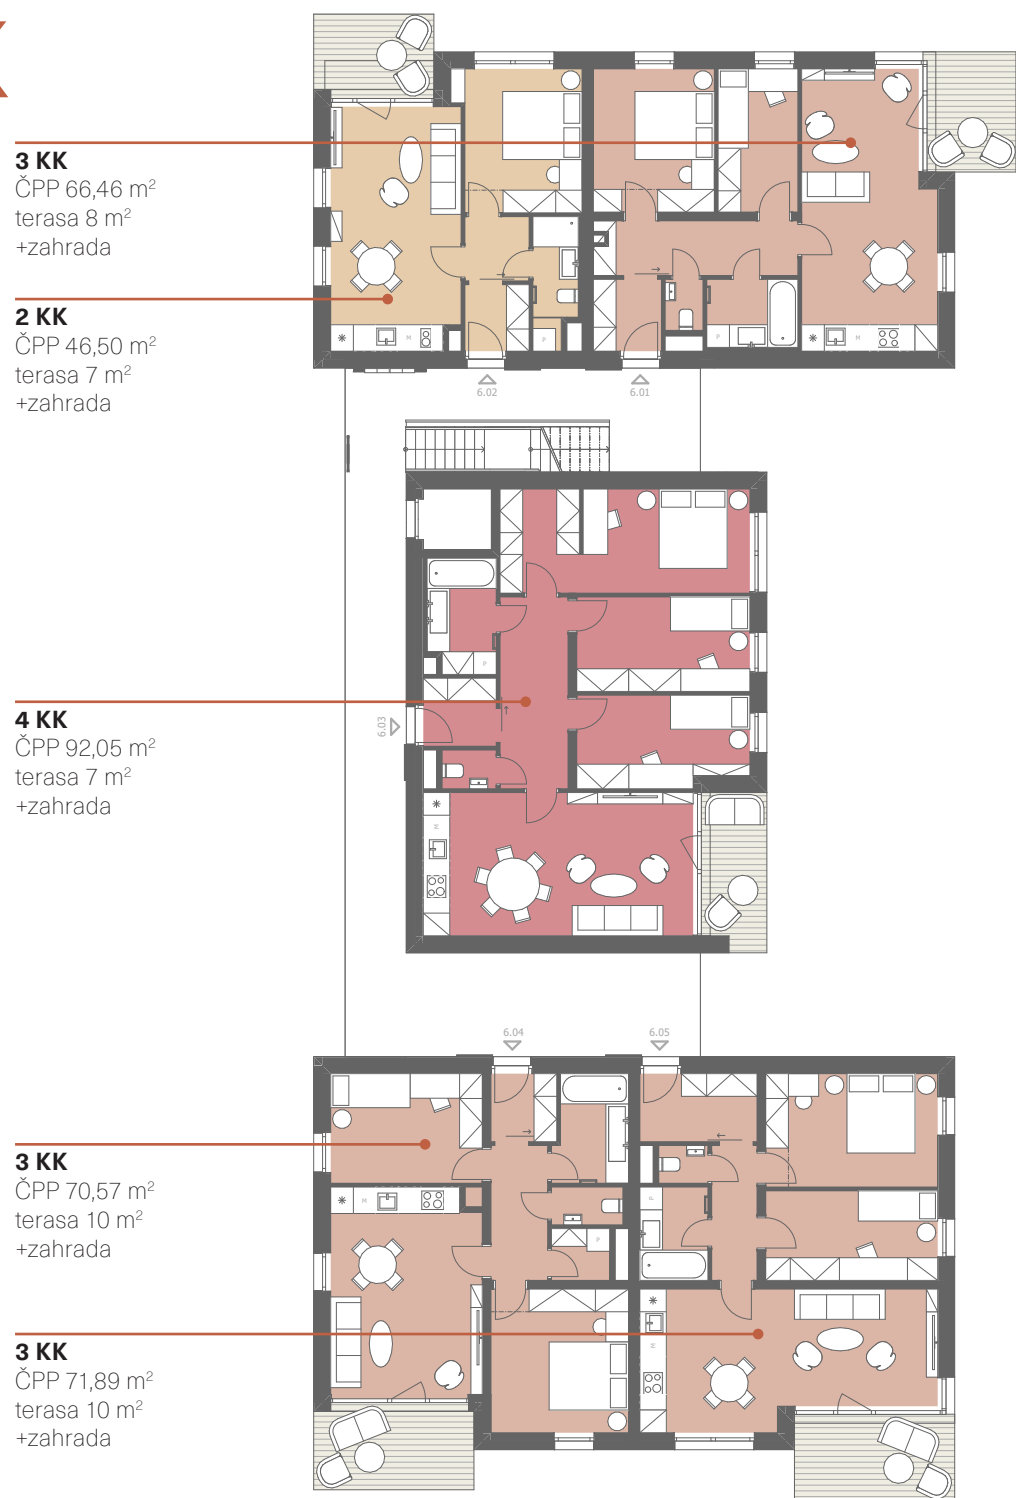 3 KK
ČPP 66,46 m²
terasa 8 m²
+zahrada
2 KK
ČPP 46,50 m²
terasa 7 m²
+zahrada
6.02
6.01
4 KK
ČPP 92,05 m²
terasa 7 m²
+zahrada
6.03
6.04
6.05
3 KK
ČPP 70,57 m²
terasa 10 m²
+zahrada
3 KK
ČPP 71,89 m²
terasa 10 m²
+zahrada